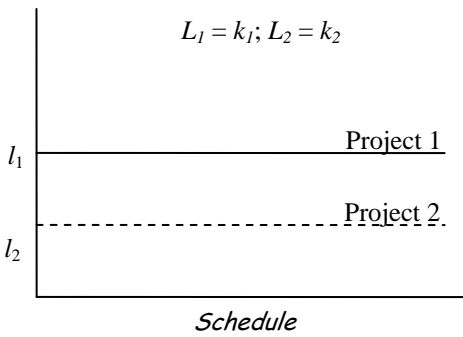 L1 = k1; L2 = k2
Project 1
l1
Project 2
l2
Schedule